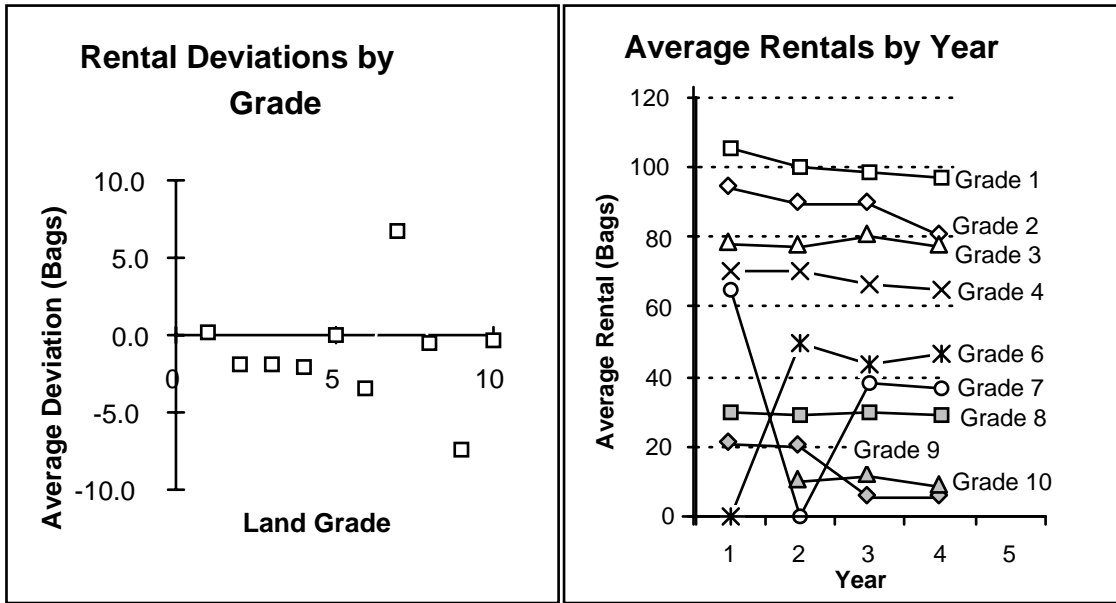 Rental Deviations by
Grade
Average Deviation (Bags)
10.0
5.0
0.0
-5.0
-10.0
0
5
10
Land Grade
Average Rentals by Year
Average Rental (Bags)
120
100
80
60
40
20
0
Grade 1
Grade 2
Grade 3
Grade 4
Grade 6
Grade 7
Grade 8
Grade 9
Grade 10
1
2
3
4
5
Year